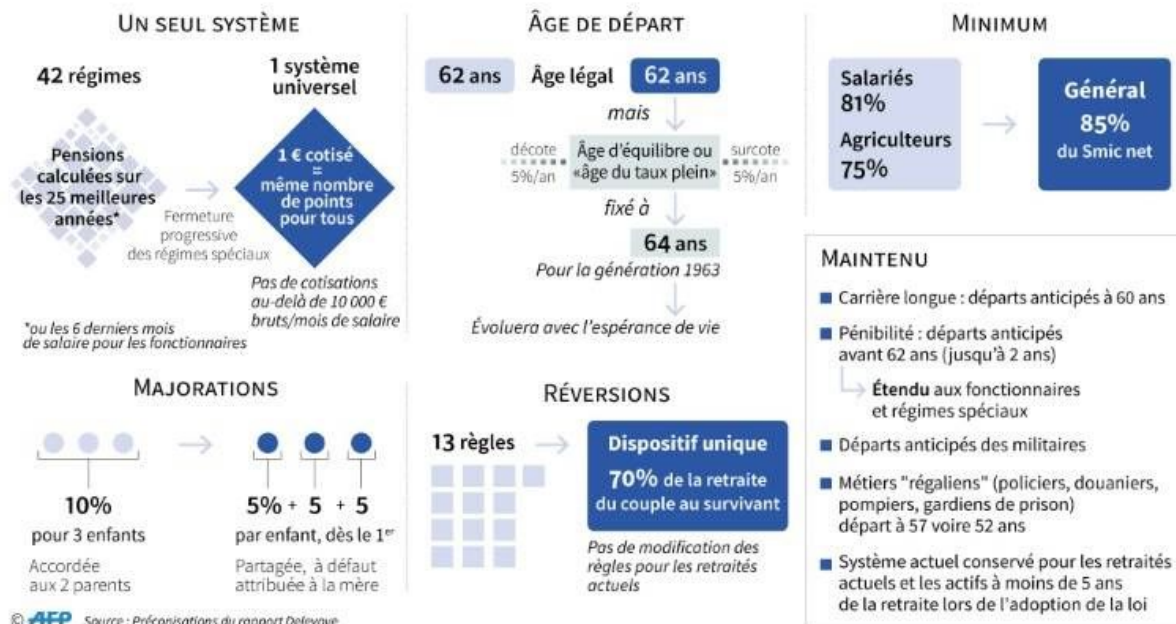 UN SEUL SYSTÈME
42 régimes
1 système
universel
Pensions
calculées sur
les 25 meilleures
années*
Fermeture
progressive
des régimes spéciaux
1 € cotisé
=
même nombre
de points
pour tous
Pas de cotisations
au-delà de 10 000 €
bruts/mois de salaire
*ou les 6 derniers mois
de salaire pour les fonctionnaires
ÂGE DE DÉPART
62 ans Âge légal 62 ans
mais
décote
5%/an
Âge d'équilibre ou
«âge du taux plein»
surcote
5%/an
fixé à
64 ans
Pour la génération 1963
Évoluera avec l'espérance de vie
MINIMUM
Salariés
81%
Agriculteurs
75%
Général
85%
du Smic net
MAJORATIONS
10%
pour 3 enfants
Accordée
aux 2 parents
5% + 5 + 5
par enfant, dès le 1er
Partagée, à défaut
attribuée à la mère
RÉVERSIONS
13 règles
Dispositif unique
70% de la retraite
du couple au survivant
Pas de modification des
règles pour les retraités
actuels
MAINTENU
Carrière longue : départs anticipés à 60 ans
Pénibilité : départs anticipés
avant 62 ans (jusqu'à 2 ans)
Étendu aux fonctionnaires
et régimes spéciaux
Départs anticipés des militaires
Métiers "régaliens" (policiers, douaniers,
pompiers, gardiens de prison)
départ à 57 voire 52 ans
Système actuel conservé pour les retraités
actuels et les actifs à moins de 5 ans
de la retraite lors de l'adoption de la loi
© AFP Source : Préconisations du rapport Delevoye